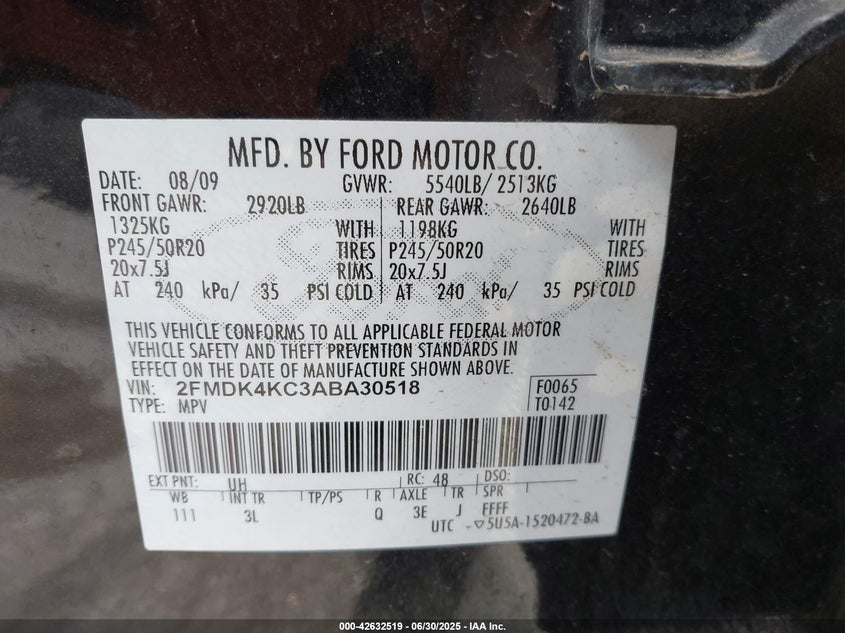 MFD. BY FORD MOTOR CO.
DATE: 08/09 GVWR: 5540LB/ 2513KG
FRONT GAWR: 2920LB REAR GAWR: 2640LB
1325KG WITH 1198KG WITH
P245/50R20 TIRES P245/50R20 TIRES
20x7.5J RIMS 20x7.5J RIMS
AT 240 kPa/ 35 PSI COLD AT 240 kPa/ 35 PSI COLD
THIS VEHICLE CONFORMS TO ALL APPLICABLE FEDERAL MOTOR
VEHICLE SAFETY AND THEFT PREVENTION STANDARDS IN
EFFECT ON THE DATE OF MANUFACTURE SHOWN ABOVE.
VIN: 2FMDK4KC3ABA30518 F0065
TYPE: MPV T0142
EXT PNT: UH RC: 48 DSO:
WB INT TR TP/PS R AXLE TR SPR
111 3L Q 3E J FFFF
UTC ▽5U5A-1520472-BA
000-42632519 / 06/30/2025 - IAA Inc.